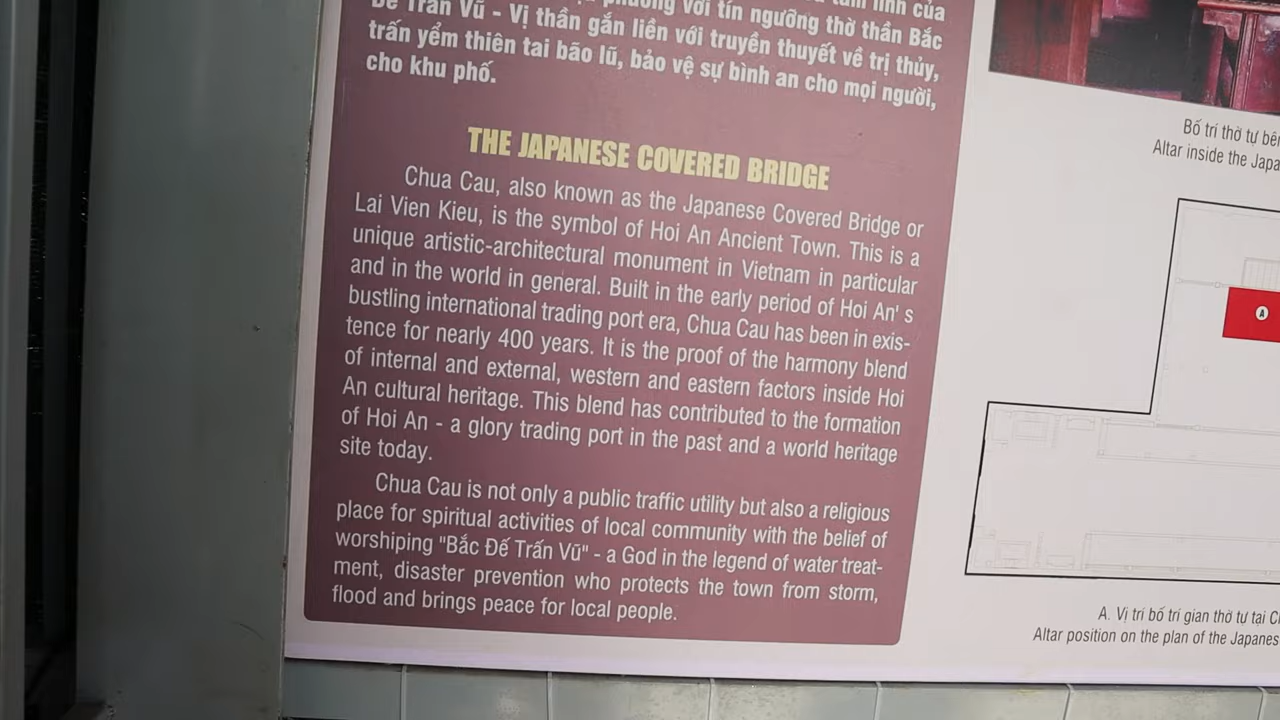 phương với tín ngưỡng thờ thần Bắc
Đế Trấn Vũ - Vị thần gắn liền với truyền thuyết về trị thủy,
trấn yểm thiên tai bão lũ, bảo vệ sự bình an cho mọi người,
cho khu phố.
THE JAPANESE COVERED BRIDGE
Chua Cau, also known as the Japanese Covered Bridge or
Lai Vien Kieu, is the symbol of Hoi An Ancient Town. This is a
unique artistic-architectural monument in Vietnam in particular
and in the world in general. Built in the early period of Hoi An' s
bustling international trading port era, Chua Cau has been in exis-
tence for nearly 400 years. It is the proof of the harmony blend
of internal and external, western and eastern factors inside Hoi
An cultural heritage. This blend has contributed to the formation
of Hoi An - a glory trading port in the past and a world heritage
site today.
Chua Cau is not only a public traffic utility but also a religious
place for spiritual activities of local community with the belief of
worshiping "Bắc Đế Trấn Vũ" - a God in the legend of water treat-
ment, disaster prevention who protects the town from storm,
flood and brings peace for local people.
Bố trí thờ tự bên
Altar inside the Japa
A
A. Vị trí bố trí gian thờ tự tại C
Altar position on the plan of the Japanes